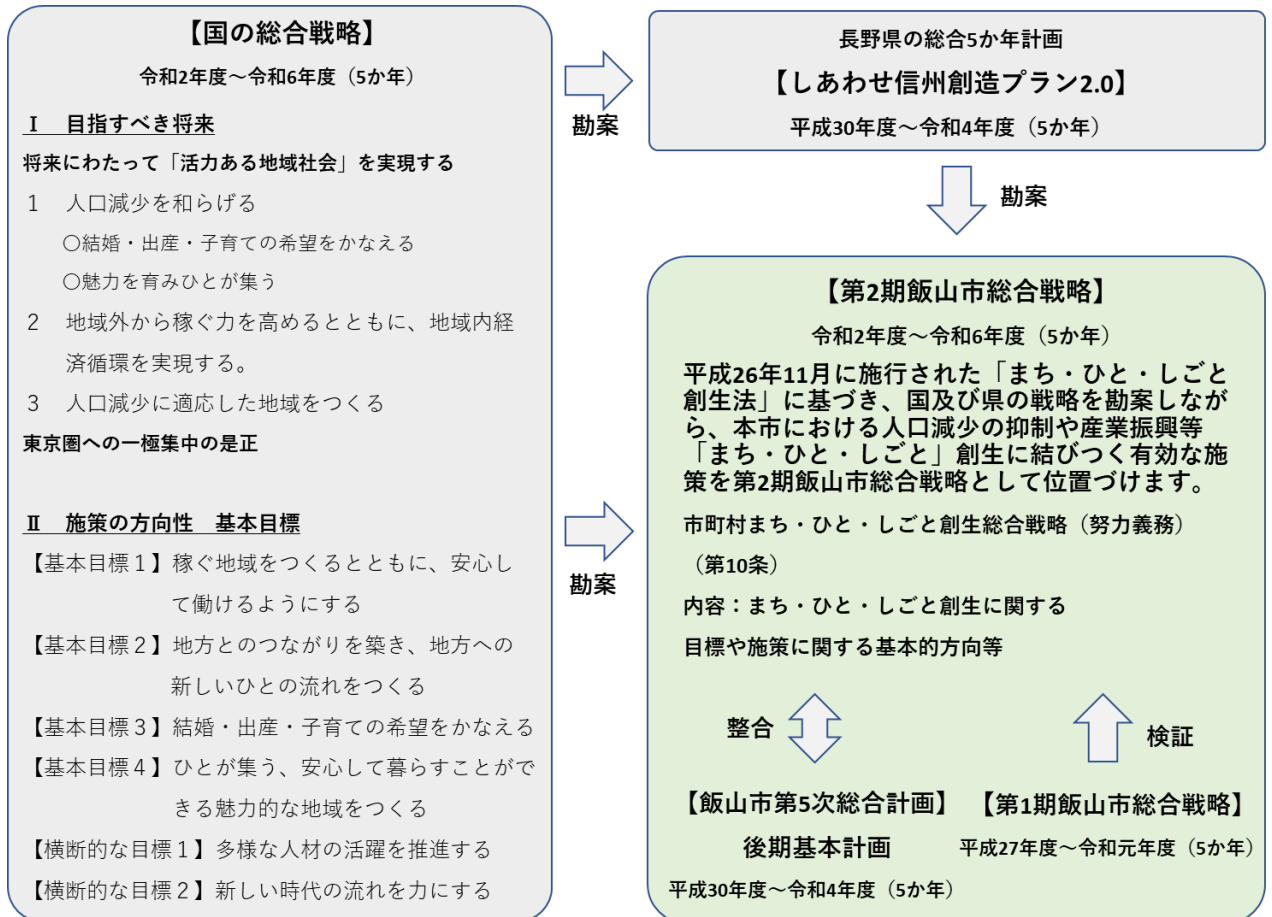 【国の総合戦略】
令和2年度～令和6年度（5か年）
Ⅰ　目指すべき将来
将来にわたって「活力ある地域社会」を実現する
1　人口減少を和らげる
〇結婚・出産・子育ての希望をかなえる
〇魅力を育みひとが集う
2　地域外から稼ぐ力を高めるとともに、地域内経
済循環を実現する。
3　人口減少に適応した地域をつくる
東京圏への一極集中の是正
Ⅱ　施策の方向性　基本目標
【基本目標１】稼ぐ地域をつくるとともに、安心し
て働けるようにする
【基本目標２】地方とのつながりを築き、地方への
新しいひとの流れをつくる
【基本目標３】結婚・出産・子育ての希望をかなえる
【基本目標４】ひとが集う、安心して暮らすことがで
きる魅力的な地域をつくる
【横断的な目標１】多様な人材の活躍を推進する
【横断的な目標２】新しい時代の流れを力にする
勘案
勘案
長野県の総合5か年計画
【しあわせ信州創造プラン2.0】
平成30年度～令和4年度（5か年）
勘案
【第2期飯山市総合戦略】
令和2年度～令和6年度（5か年）
平成26年11月に施行された「まち・ひと・しごと
創生法」に基づき、国及び県の戦略を勘案しなが
ら、本市における人口減少の抑制や産業振興等
「まち・ひと・しごと」創生に結びつく有効な施
策を第2期飯山市総合戦略として位置づけます。
市町村まち・ひと・しごと創生総合戦略（努力義務）
（第10条）
内容：まち・ひと・しごと創生に関する
目標や施策に関する基本的方向等
整合
検証
【飯山市第5次総合計画】
後期基本計画
平成30年度～令和4年度（5か年）
【第1期飯山市総合戦略】
平成27年度～令和元年度（5か年）